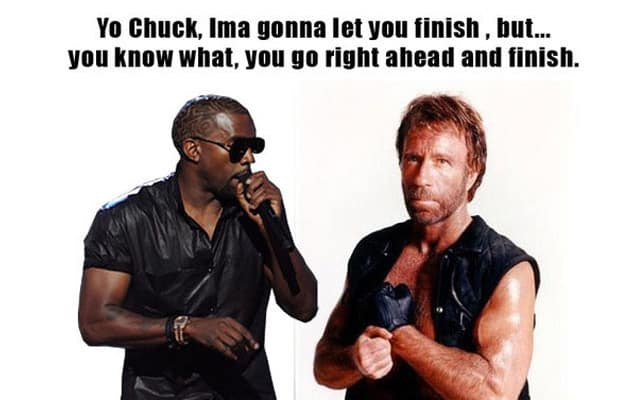 Yo Chuck, Ima gonna let you finish , but...
you know what, you go right ahead and finish.